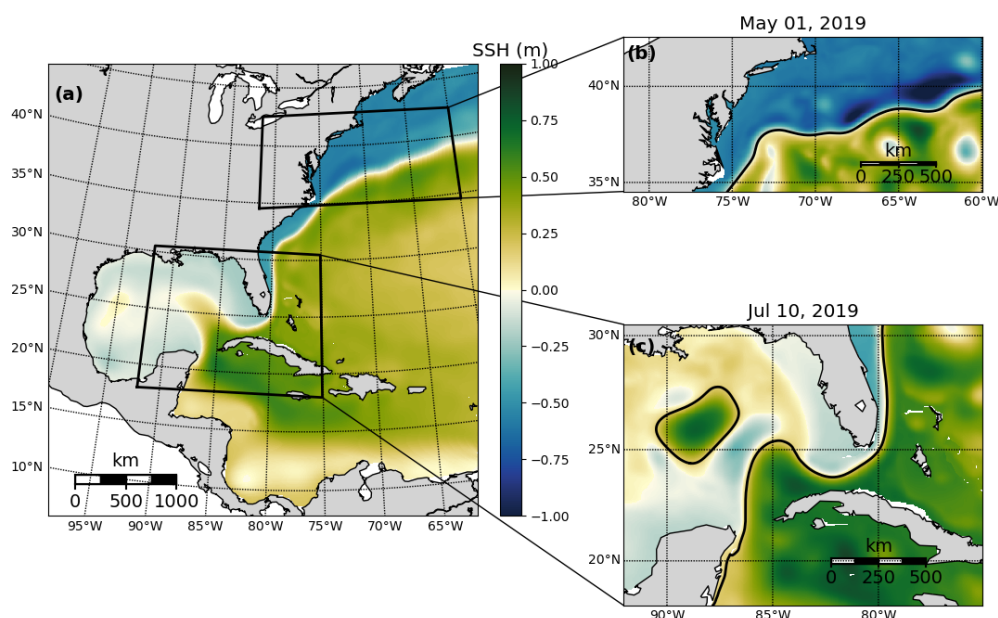 May 01, 2019
SSH (m)
(a)
1.00
0.75
0.50
0.25
0.00
−0.25
−0.50
−0.75
−1.00
40°N
35°N
30°N
25°N
20°N
15°N
10°N
km
0 500 1000
95°W 90°W 85°W 80°W 75°W 70°W 65°W
(b)
40°N
35°N
km
0 250 500
80°W 75°W 70°W 65°W 60°W
Jul 10, 2019
(c)
30°N
25°N
20°N
km
0 250 500
90°W 85°W 80°W